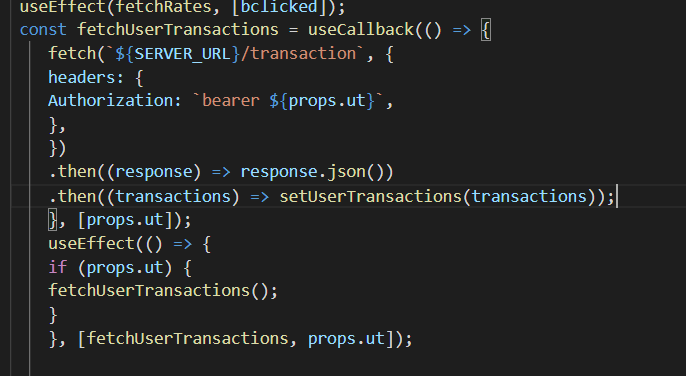 useEffect(fetchRates, [bclicked]);
const fetchUserTransactions = useCallback(() => {
fetch(`${SERVER_URL}/transaction`, {
headers: {
Authorization: `bearer ${props.ut}`,
},
})
.then((response) => response.json())
.then((transactions) => setUserTransactions(transactions));
}, [props.ut]);
useEffect(() => {
if (props.ut) {
fetchUserTransactions();
}
}, [fetchUserTransactions, props.ut]);